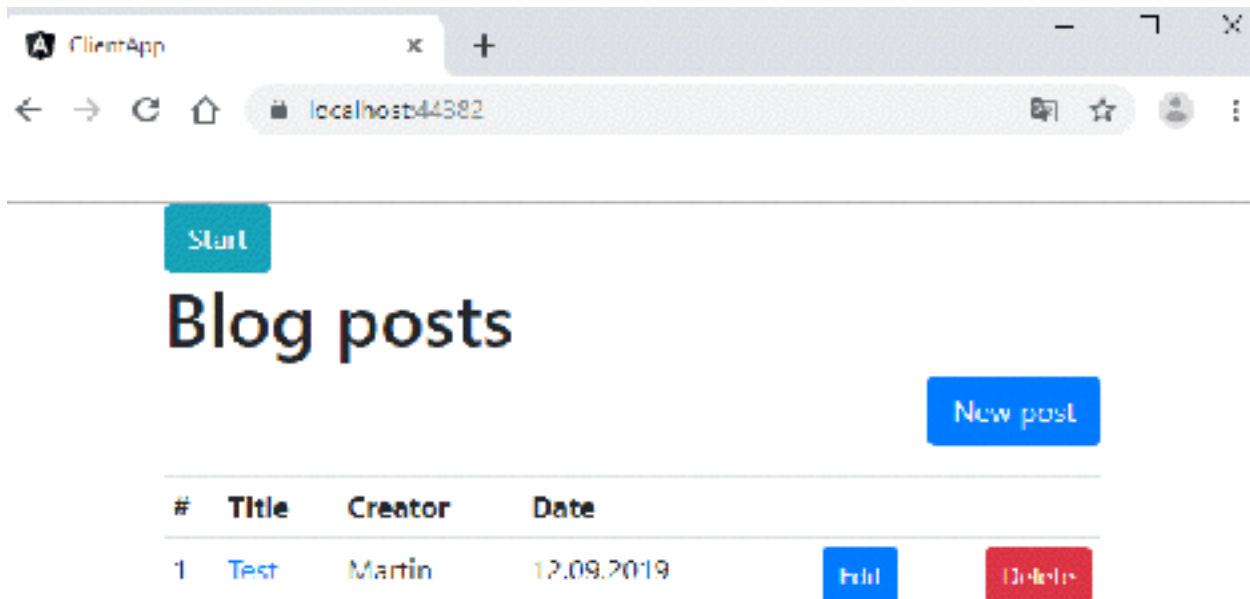 ClientApp
localhost:44382
Start
Blog posts
New post
# Title Creator Date
1 Test Martin 12.09.2019 Edit Delete